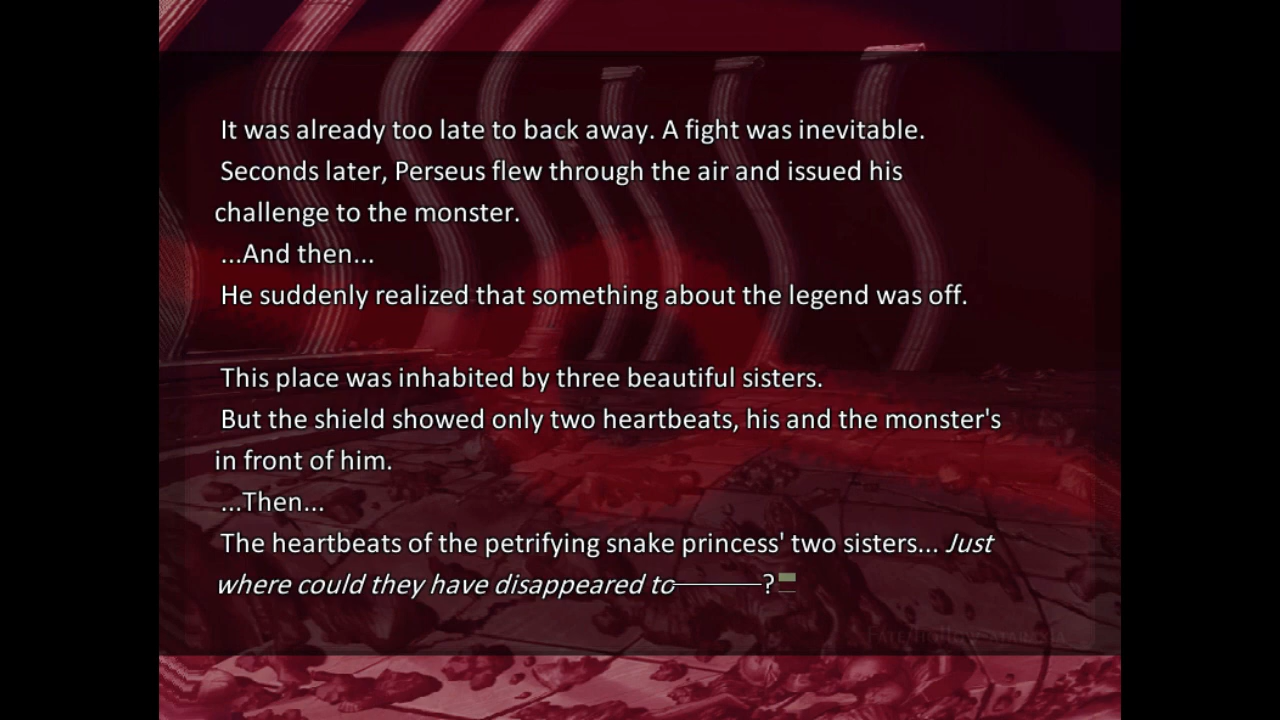 It was already too late to back away. A fight was inevitable.
Seconds later, Perseus flew through the air and issued his
challenge to the monster.
...And then...
He suddenly realized that something about the legend was off.
This place was inhabited by three beautiful sisters.
But the shield showed only two heartbeats, his and the monster's
in front of him.
...Then...
The heartbeats of the petrifying snake princess' two sisters... Just
where could they have disappeared to———?